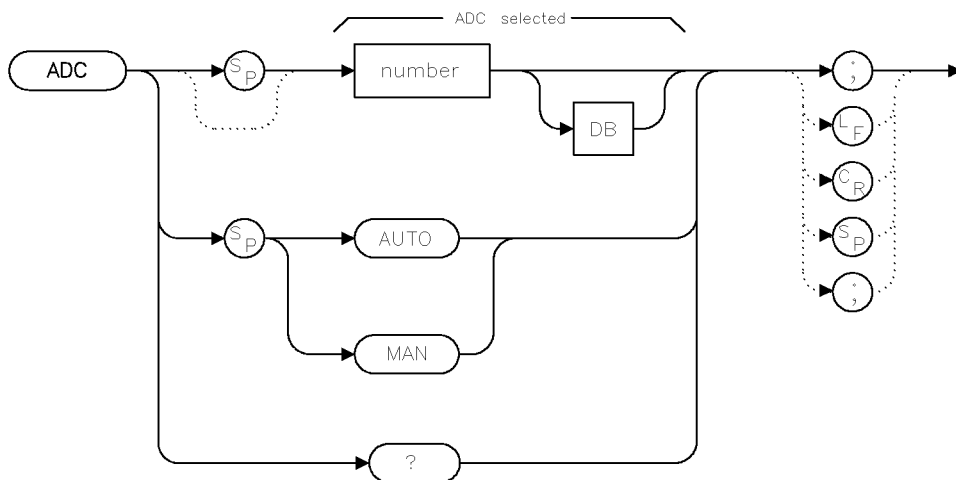 ADC selected
ADC
SP
number
;
DB
LF
CR
SP
AUTO
SP
;
MAN
?